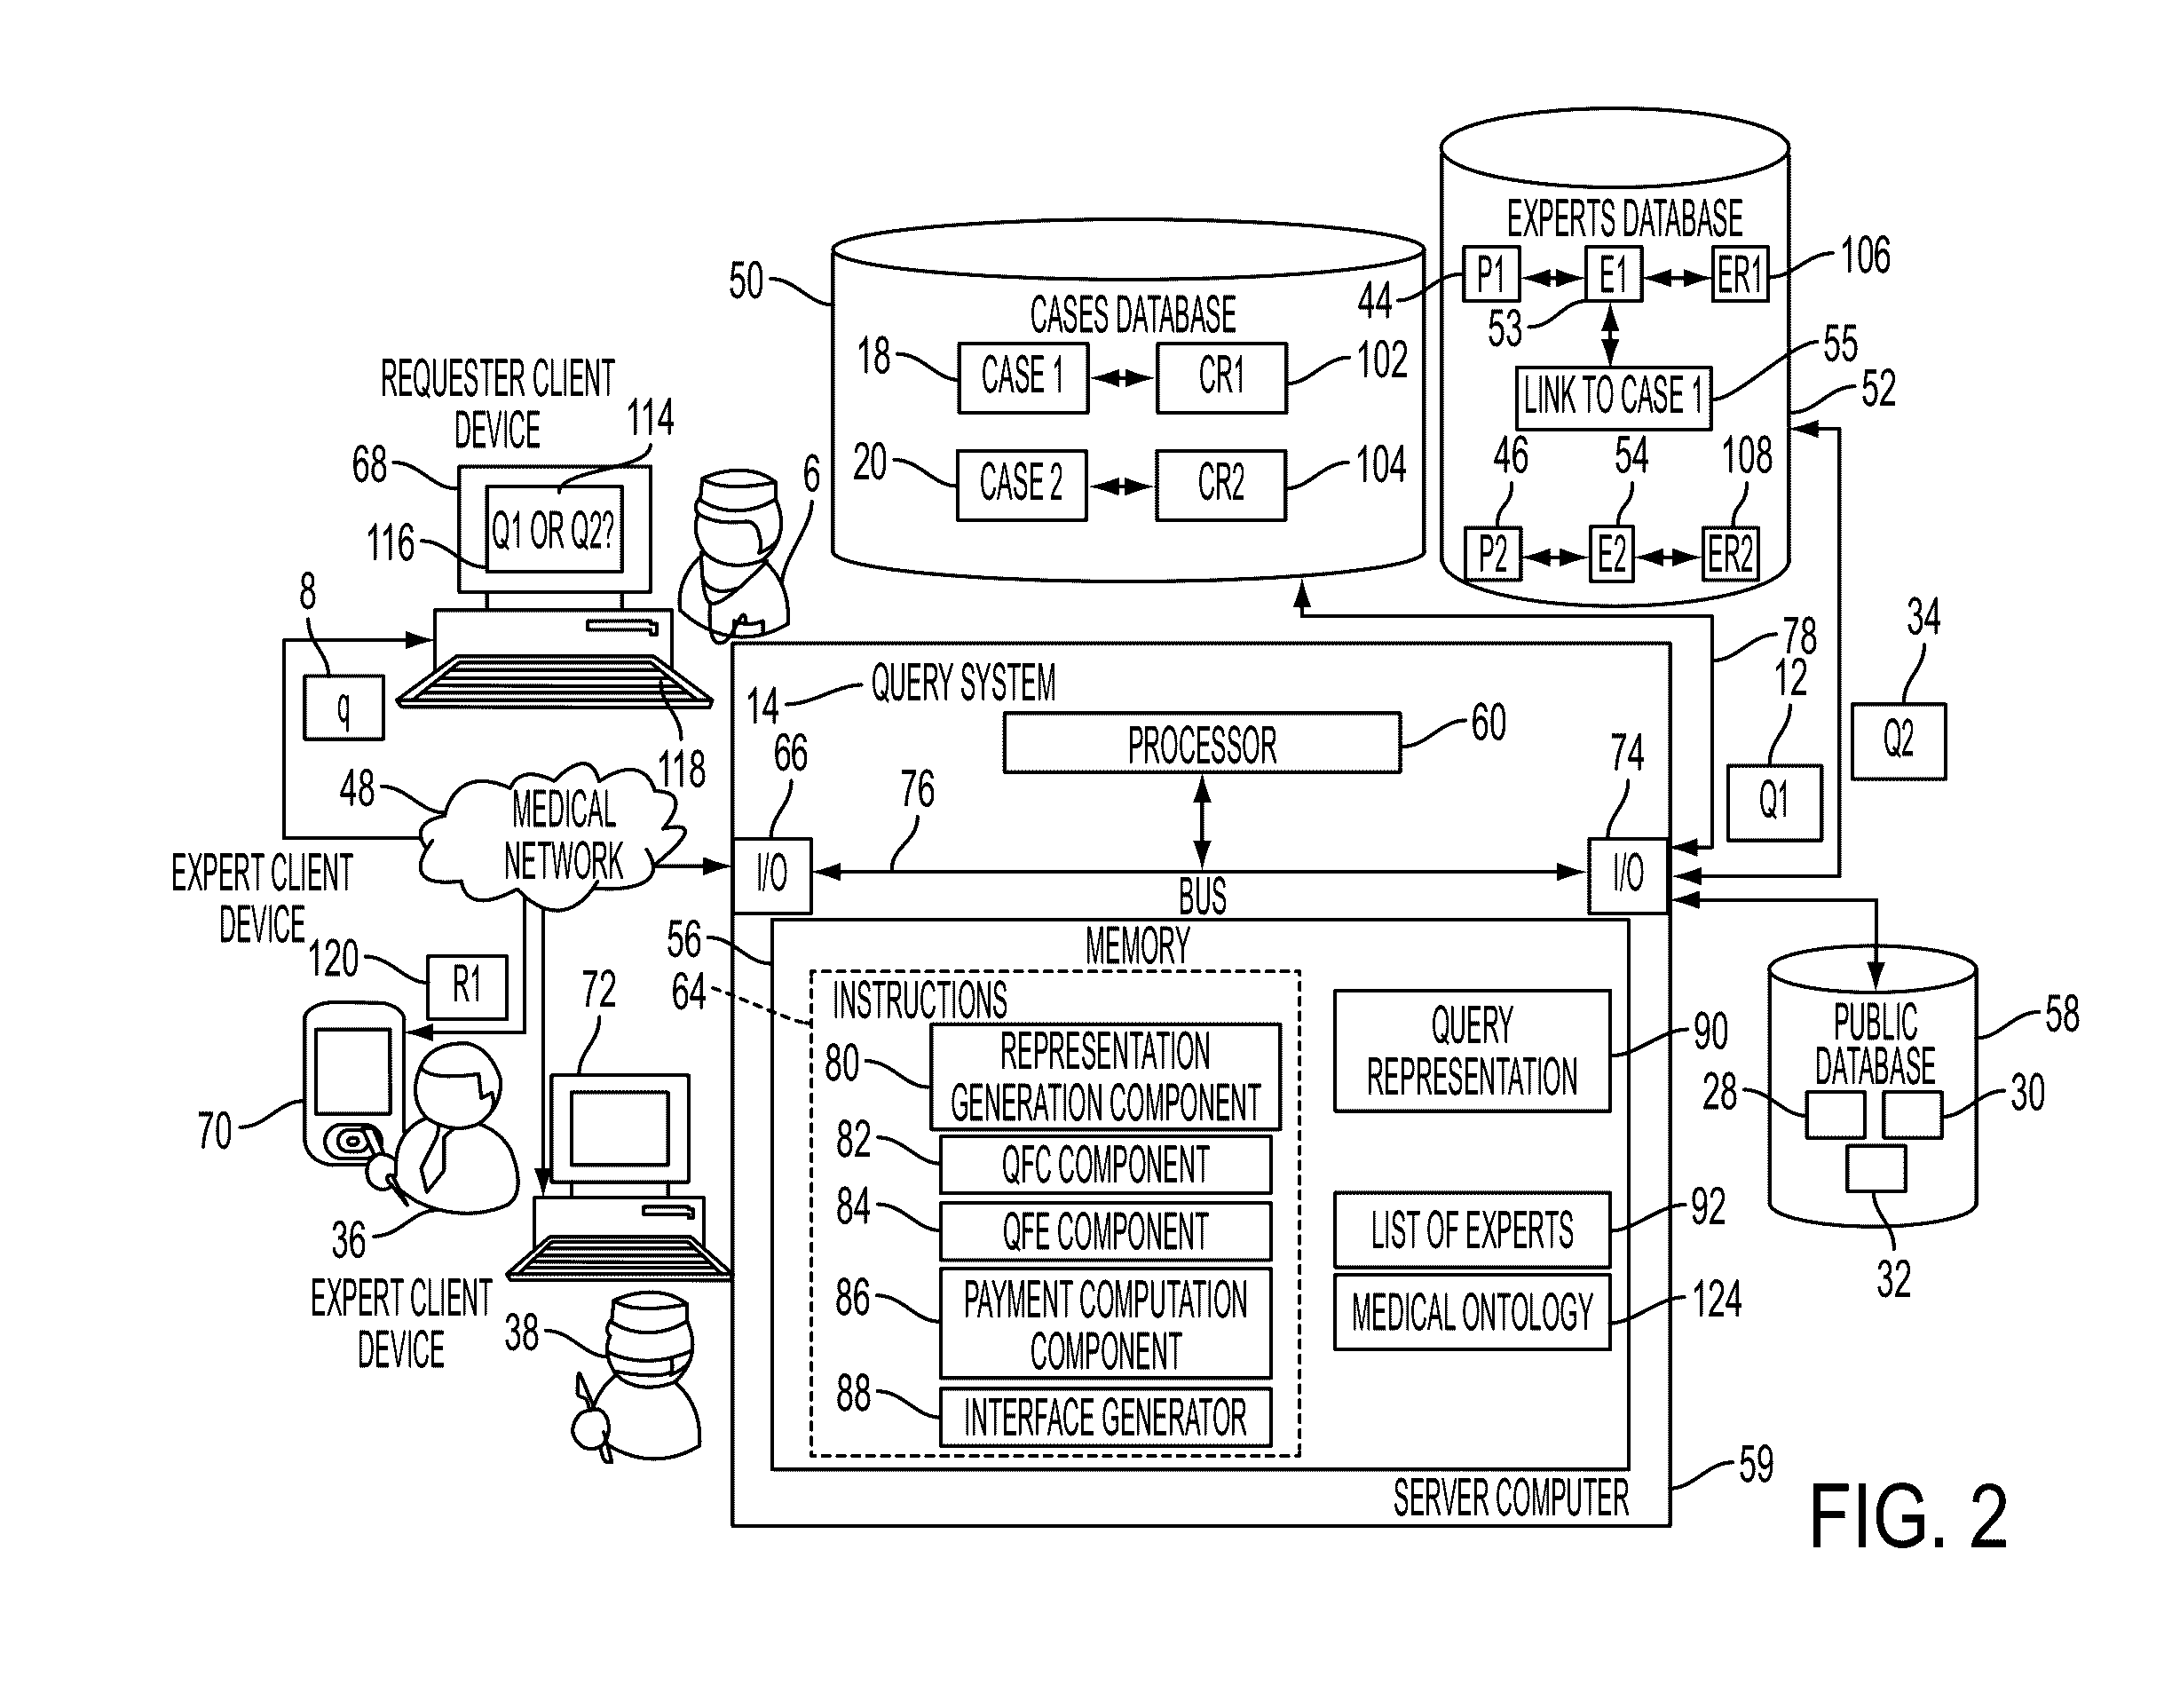 EXPERTS DATABASE
P1
E1
ER1
106
44
53
LINK TO CASE 1
55
52
46
54
108
P2
E2
ER2
50
CASES DATABASE
18
CASE 1
CR1
102
20
CASE 2
CR2
104
REQUESTER CLIENT
DEVICE
114
68
Q1 OR Q2?
116
6
8
q
118
48
MEDICAL
NETWORK
14
QUERY SYSTEM
PROCESSOR
60
66
76
74
I/O
I/O
BUS
78
12
34
Q1
Q2
EXPERT CLIENT
DEVICE
120
R1
72
70
36
EXPERT CLIENT
DEVICE
38
56
MEMORY
64
INSTRUCTIONS
80
REPRESENTATION
GENERATION COMPONENT
82
QFC COMPONENT
84
QFE COMPONENT
86
PAYMENT COMPUTATION
COMPONENT
88
INTERFACE GENERATOR
QUERY
REPRESENTATION
90
LIST OF EXPERTS
92
MEDICAL ONTOLOGY
124
PUBLIC
DATABASE
58
28
30
32
SERVER COMPUTER
59
FIG. 2